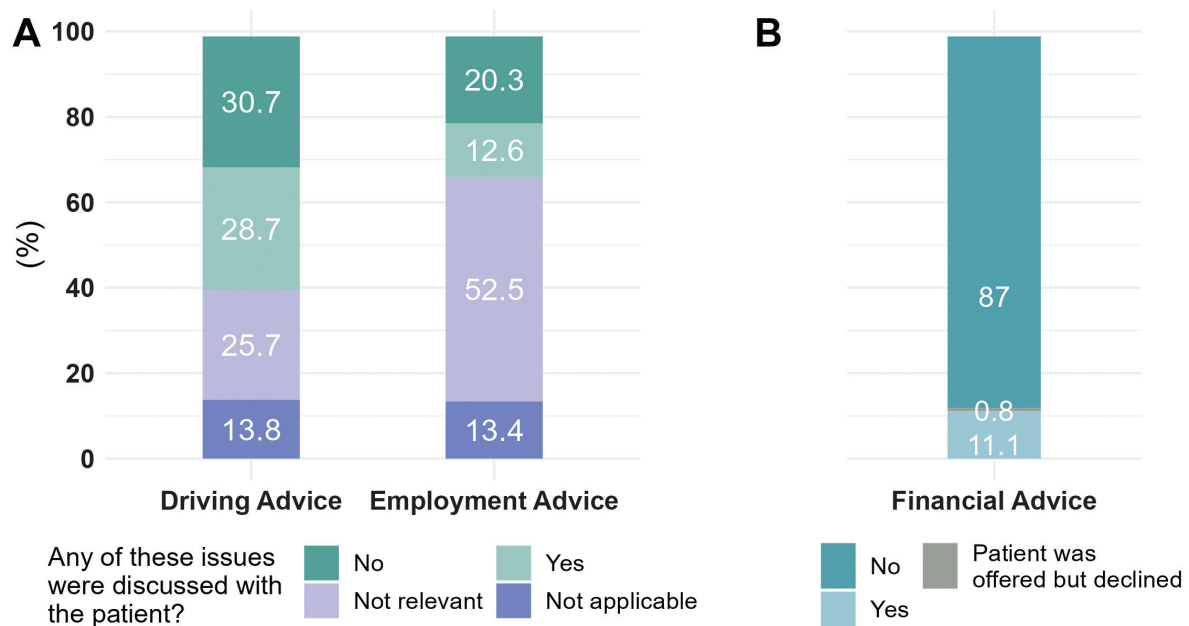 A
B
100
80
60
40
20
0
(%)
30.7
28.7
25.7
13.8
20.3
12.6
52.5
13.4
87
0.8
11.1
Driving Advice
Employment Advice
Financial Advice
Any of these issues
were discussed with
the patient?
No
Yes
Not relevant
Not applicable
No
Yes
Patient was
offered but declined